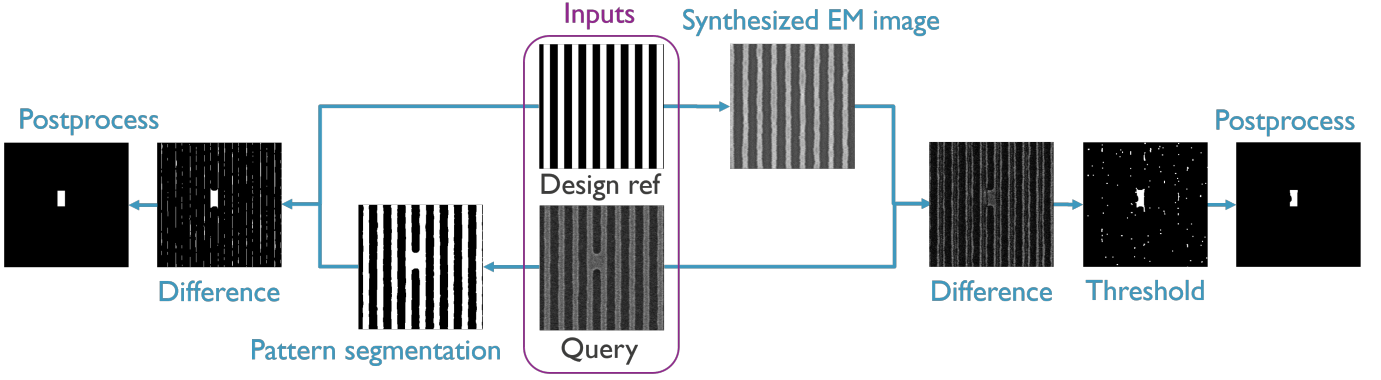 Inputs
Synthesized EM image
Postprocess
Postprocess
Design ref
Difference
Difference
Threshold
Pattern segmentation
Query